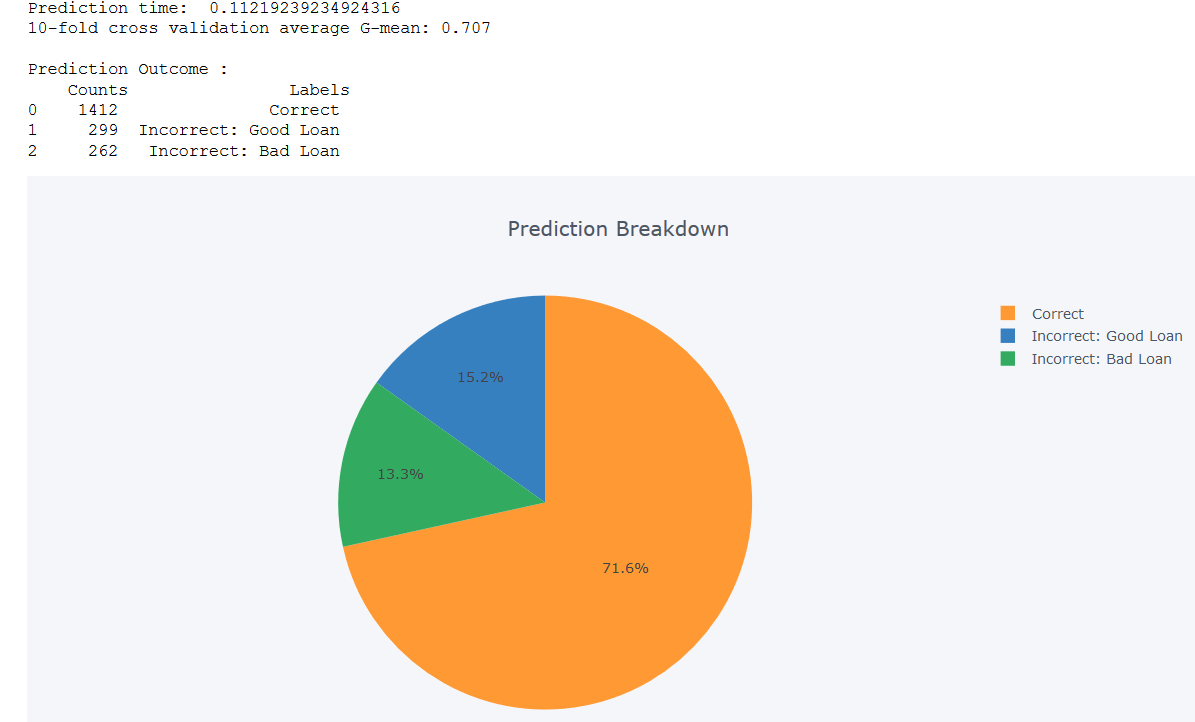 Prediction time:  0.11219239234924316
10-fold cross validation average G-mean: 0.707
Prediction Outcome :
Counts Labels
0 1412 Correct
1 299 Incorrect: Good Loan
2 262 Incorrect: Bad Loan
Prediction Breakdown
Correct
Incorrect: Good Loan
Incorrect: Bad Loan
15.2%
13.3%
71.6%